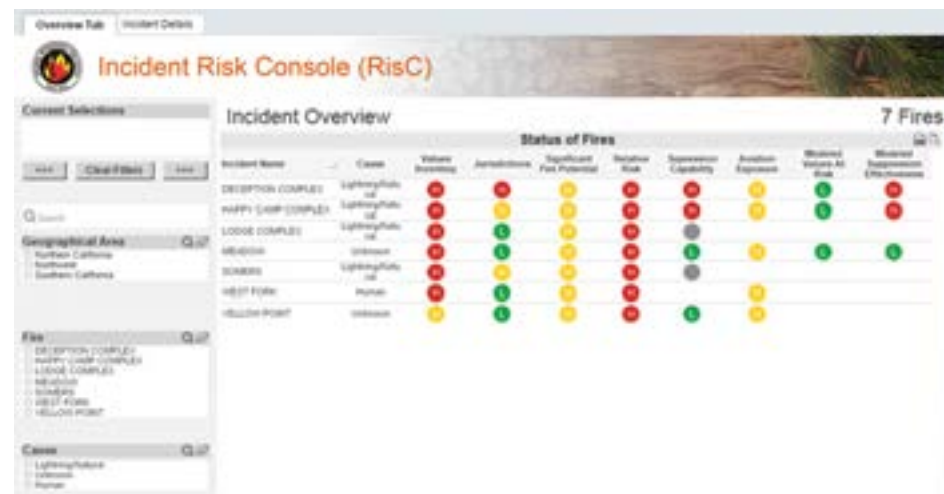 Overview Tab Incident Details
Incident Risk Console (RisC)
Current Selections
Incident Overview 7 Fires
Status of Fires
<<< Clear Filters >>>
Search
Geographical Area
Northern California
Northwest
Southern California
Fire
DECEPTION COMPLEX
HAPPY CAMP COMPLEX
LODGE COMPLEX
MEADOW
SOMERS
WEST FORK
YELLOW POINT
Cause
Lightning/Natural
Unknown
Human
Incident Name Cause Values Inventory Jurisdictions Significant Fire Potential Relative Risk Suppression Capability Aviation Exposure Modeled Values At Risk Modeled Suppression Effectiveness
DECEPTION COMPLEX Lightning/Natural H H M H H M L H
HAPPY CAMP COMPLEX Lightning/Natural H M M H H M L H
LODGE COMPLEX Lightning/Natural H L M H
MEADOW Unknown H L M H L M L L
SOMERS Lightning/Natural H M M H
WEST FORK Human H L M H M
YELLOW POINT Unknown M L M H L M